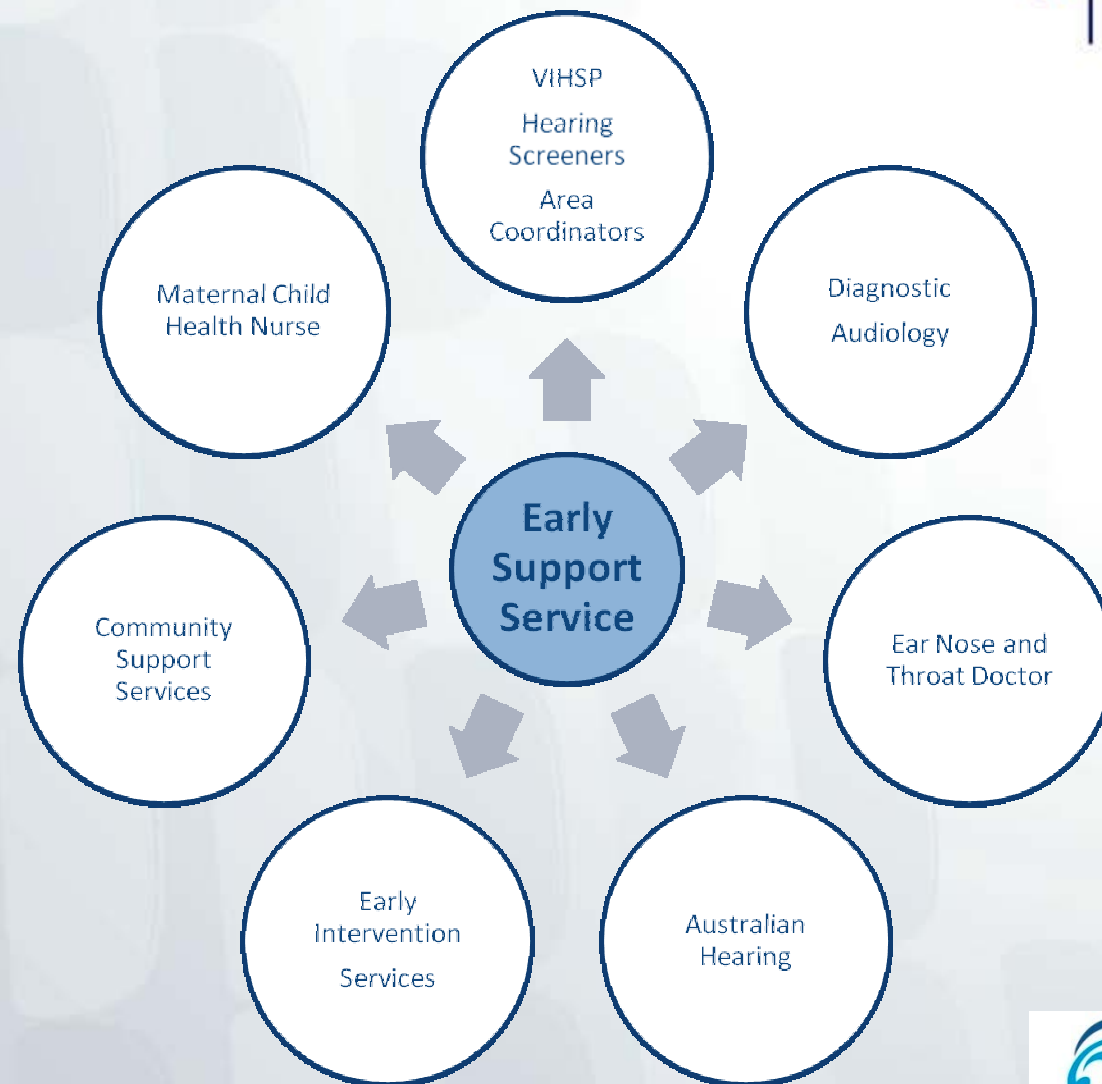 VIHSP
Hearing
Screeners
Area
Coordinators
Maternal Child
Health Nurse
Diagnostic
Audiology
Early
Support
Service
Community
Support
Services
Ear Nose and
Throat Doctor
Early
Intervention
Services
Australian
Hearing